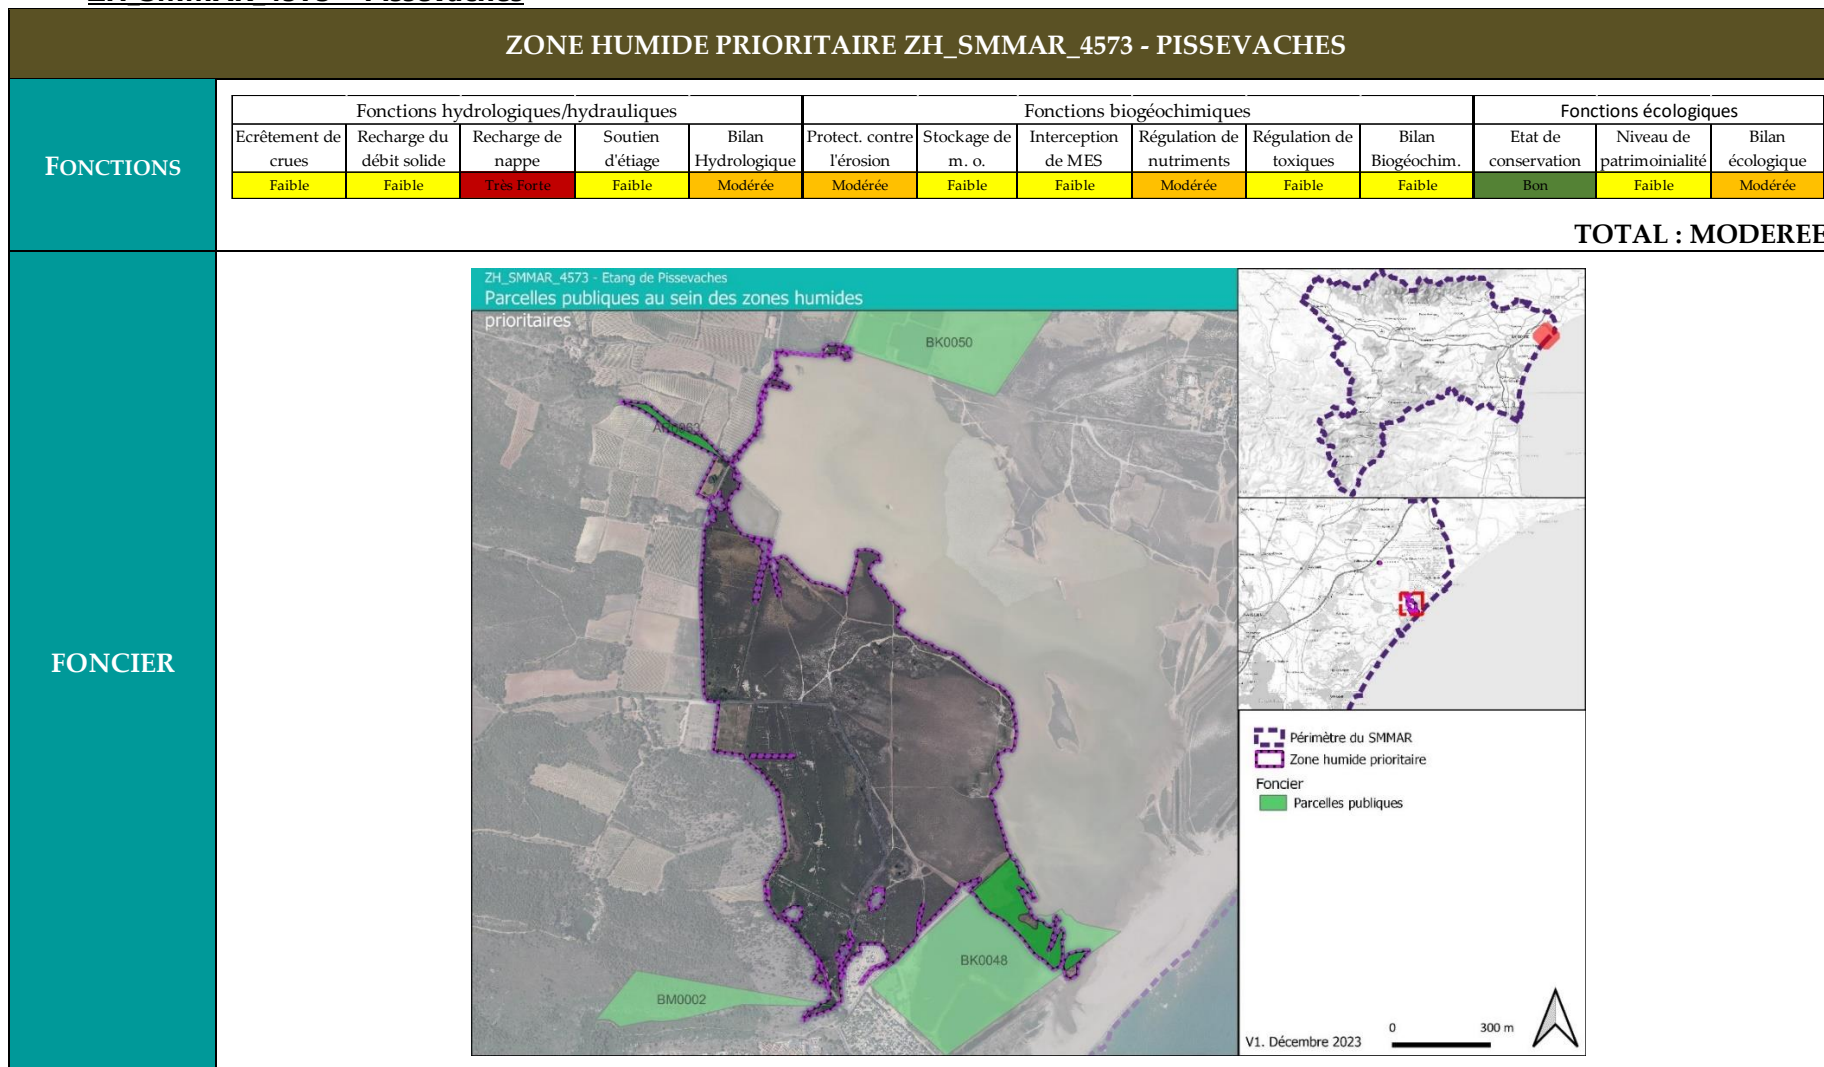 ZH_SMMAR_4573 - Pissevaches
ZONE HUMIDE PRIORITAIRE ZH_SMMAR_4573 - PISSEVACHES
FONCTIONS
Fonctions hydrologiques/hydrauliques Fonctions biogéochimiques Fonctions écologiques
Ecrêtement de crues Recharge du débit solide Recharge de nappe Soutien d'étiage Bilan Hydrologique Protect. contre l'érosion Stockage de m. o. Interception de MES Régulation de nutriments Régulation de toxiques Bilan Biogéochim. Etat de conservation Niveau de patrimoinialité Bilan écologique
Faible Faible Très Forte Faible Modérée Modérée Faible Faible Modérée Faible Faible Bon Faible Modérée
TOTAL : MODEREE
FONCIER
ZH_SMMAR_4573 - Etang de Pissevaches
Parcelles publiques au sein des zones humides
prioritaires
BK0050
BK0048
BM0002
Périmètre du SMMAR
Zone humide prioritaire
Foncier
Parcelles publiques
0 300 m
V1. Décembre 2023